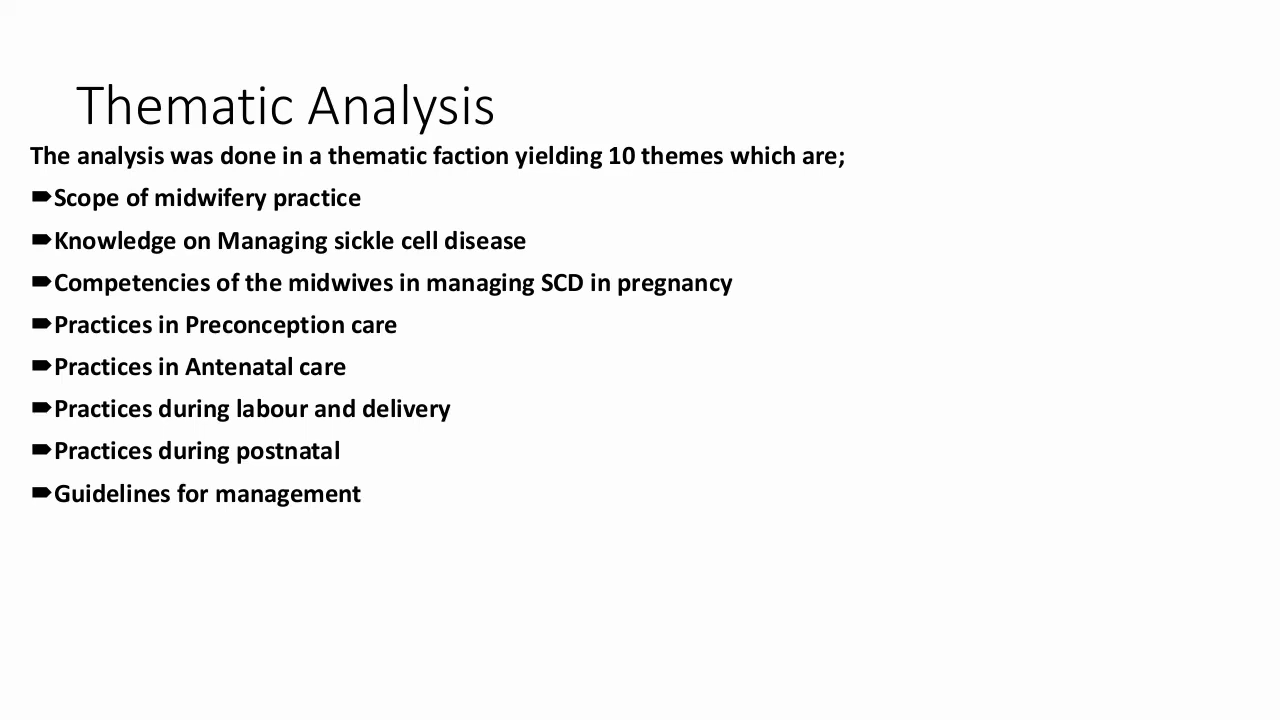 Thematic Analysis
The analysis was done in a thematic faction yielding 10 themes which are;
Scope of midwifery practice
Knowledge on Managing sickle cell disease
Competencies of the midwives in managing SCD in pregnancy
Practices in Preconception care
Practices in Antenatal care
Practices during labour and delivery
Practices during postnatal
Guidelines for management